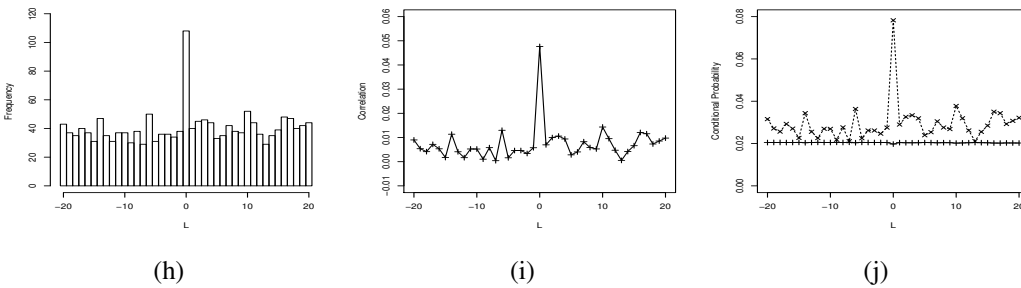 Frequency
0 20 40 60 80 100 120
−20 −10 0 10 20
L
(h)
Correlation
−0.01 0.00 0.01 0.02 0.03 0.04 0.05 0.06
−20 −10 0 10 20
L
(i)
Conditional Probability
0.00 0.02 0.04 0.06 0.08
−20 −10 0 10 20
L
(j)